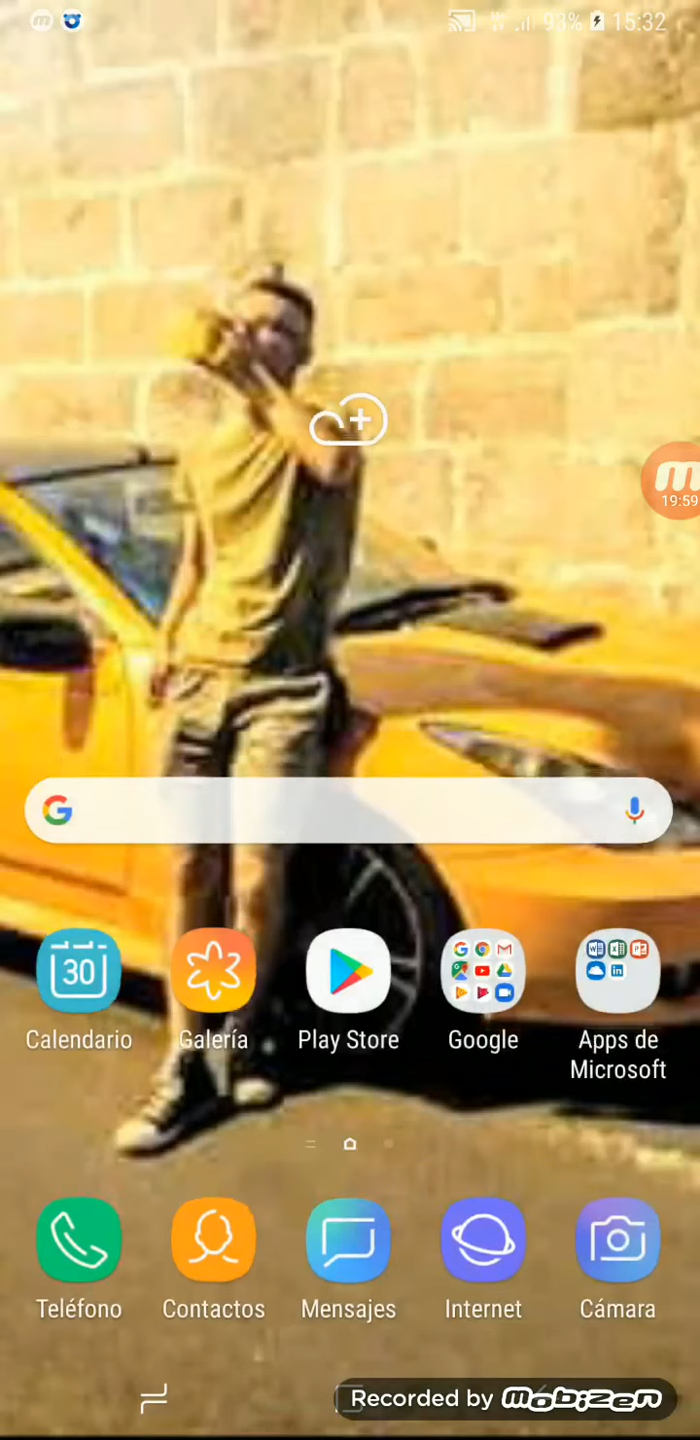 93% 15:32
19:59
30
Calendario Galería Play Store Google Apps de
Microsoft
Teléfono Contactos Mensajes Internet Cámara
Recorded by mobizen